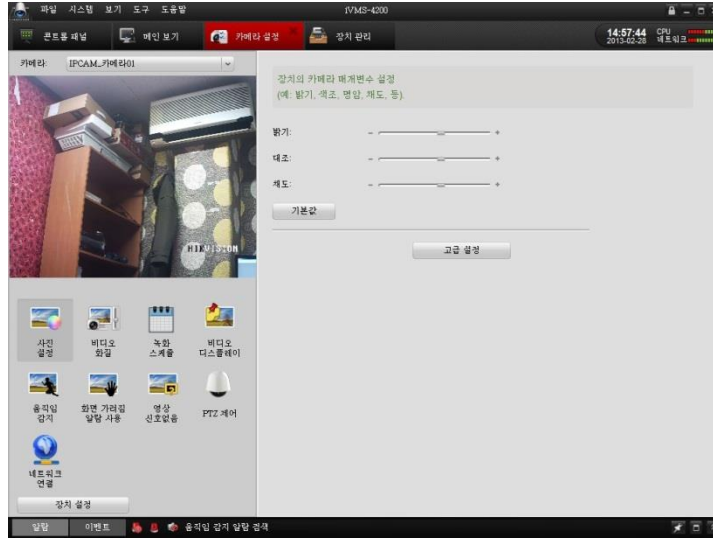 파일 시스템 보기 도구 도움말
iVMS-4200
콘트롤 패널
메인 보기
카메라 설정
장치 관리
14:57:44
2013-02-28
CPU
네트워크
카메라:
IPCAM_카메라01
HIKVISION
장치의 카메라 매개변수 설정
(예: 밝기, 색조, 명암, 채도, 등).
밝기:
- +
대조:
- +
채도:
- +
기본값
고급 설정
사진
설정
비디오
화질
녹화
스케줄
비디오
디스플레이
움직임
감지
화면 가려짐
알람 사용
영상
신호없음
PTZ 제어
네트워크
연결
장치 설정
알람
이벤트
움직임 감지 알람 검색